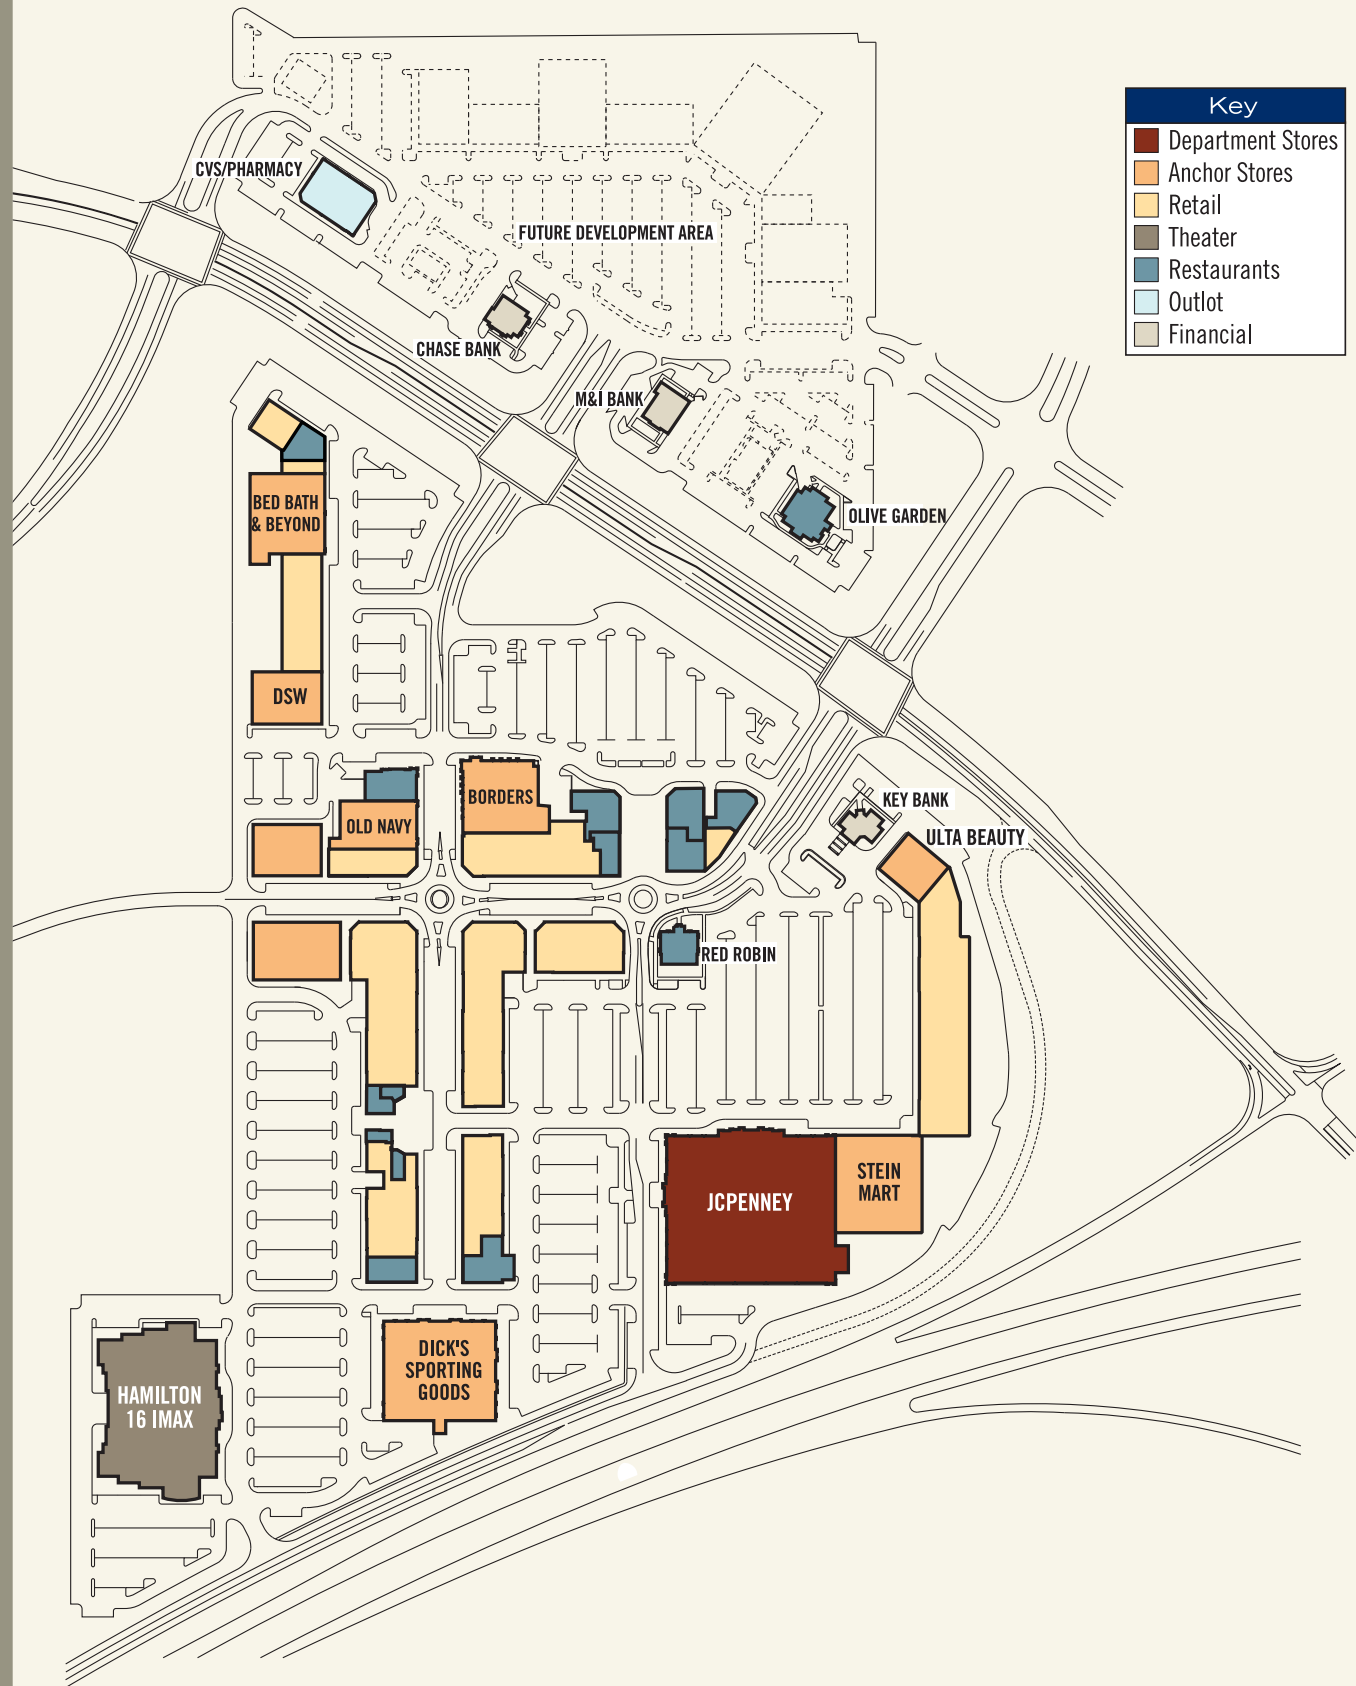 Key
Department Stores
Anchor Stores
Retail
Theater
Restaurants
Outlot
Financial
CVS/PHARMACY
FUTURE DEVELOPMENT AREA
CHASE BANK
M&I BANK
OLIVE GARDEN
BED BATH
& BEYOND
DSW
BORDERS
OLD NAVY
KEY BANK
ULTA BEAUTY
RED ROBIN
JCPENNEY
STEIN
MART
DICK'S
SPORTING
GOODS
HAMILTON
16 IMAX